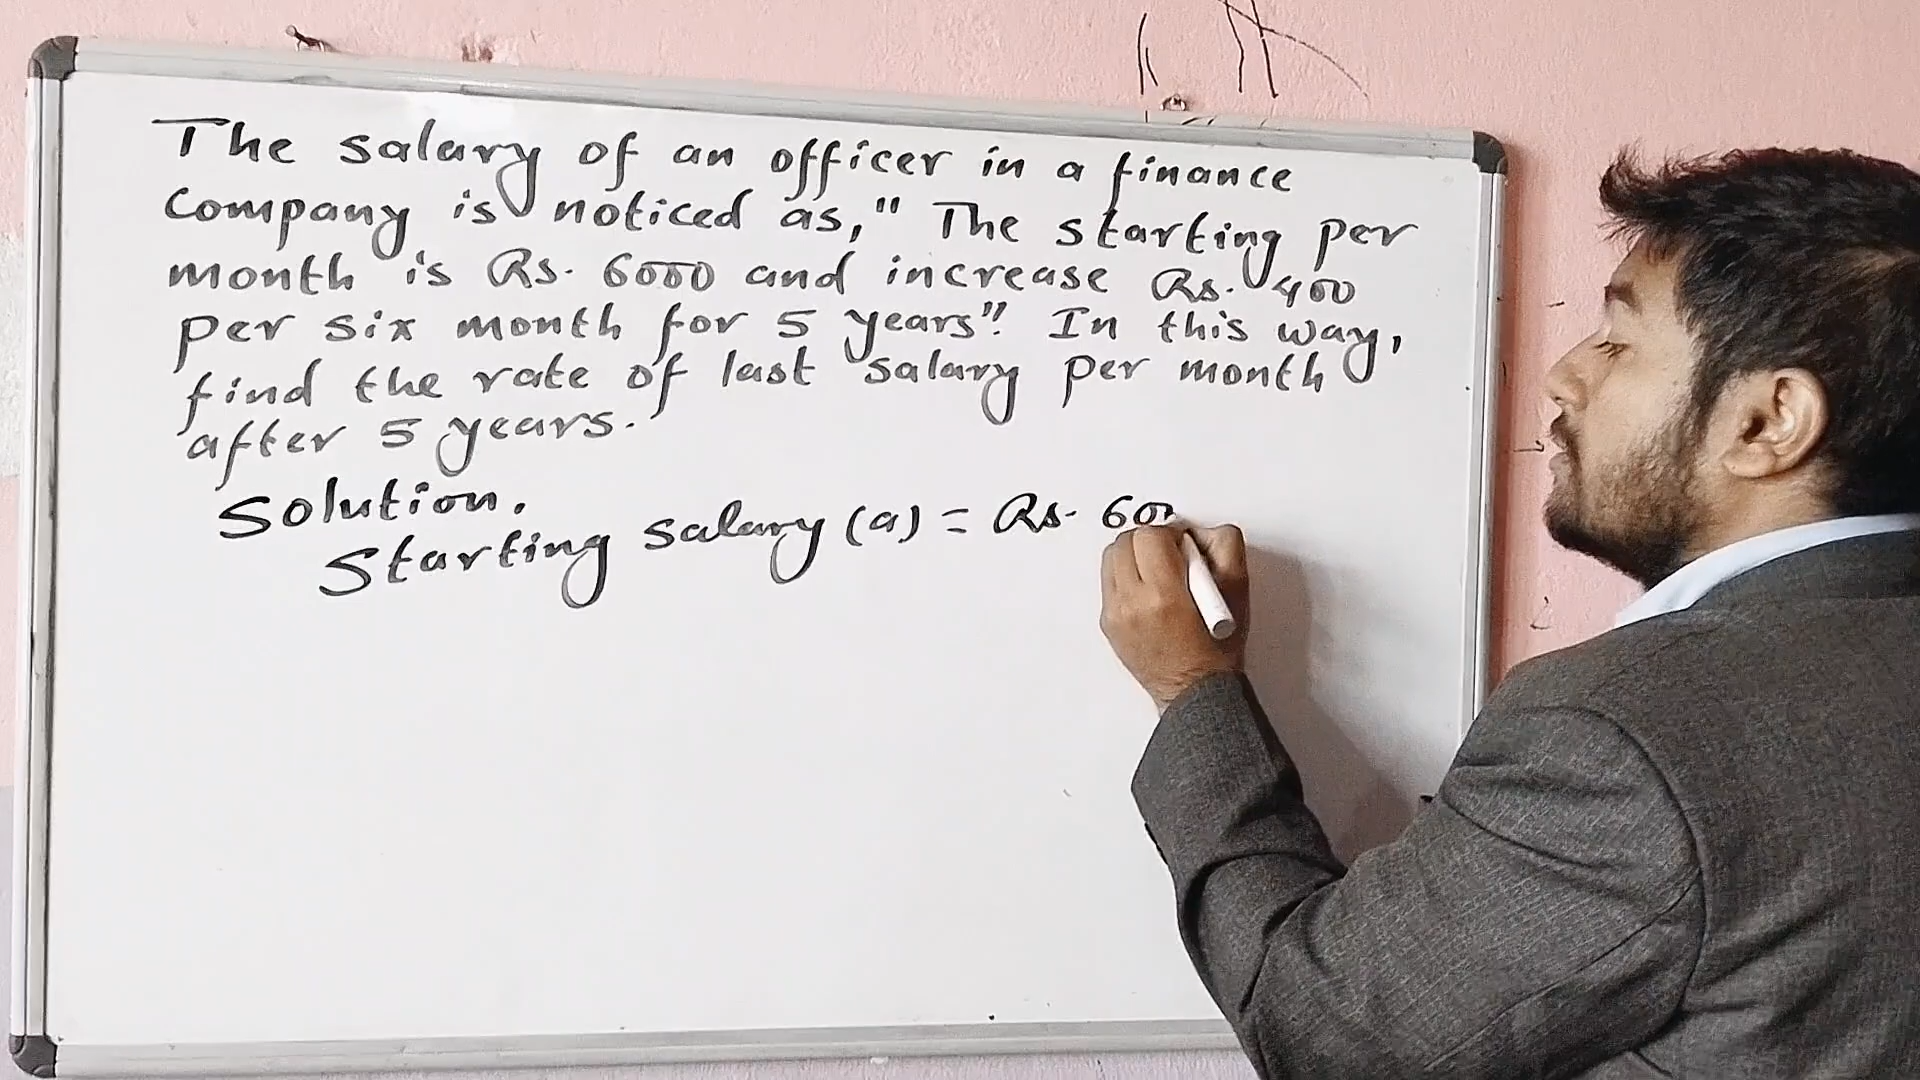 The salary of an officer in a finance
company is noticed as," The starting per
month is Rs. 6000 and increase Rs. 400
per six month for 5 years" In this way,
find the rate of last salary per month
after 5 years.
Solution.
Starting salary (a) = Rs. 600